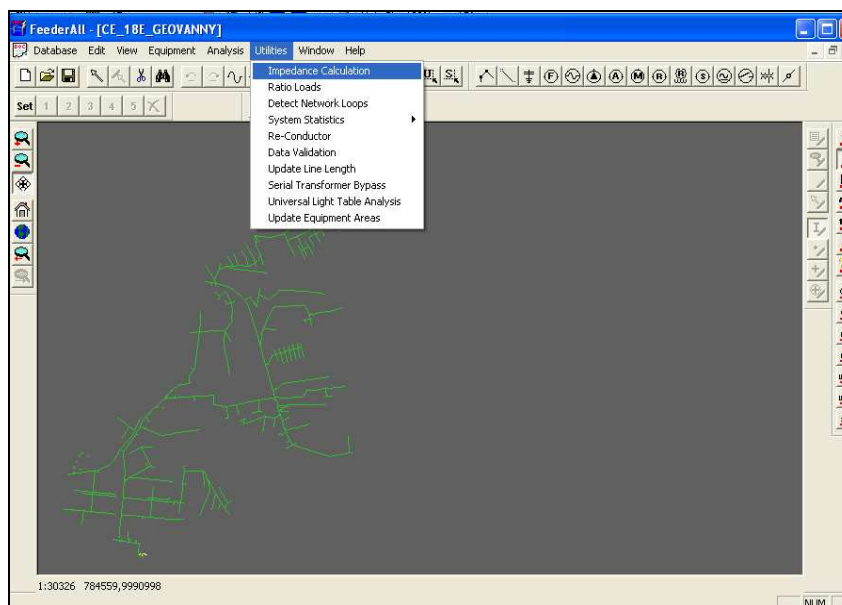 FeederAll - [CE_18E_GEOVANNY]
Database Edit View Equipment Analysis Utilities Window Help
Impedance Calculation
Ratio Loads
Detect Network Loops
System Statistics
Re-Conductor
Data Validation
Update Line Length
Serial Transformer Bypass
Universal Light Table Analysis
Update Equipment Areas
Set 1 2 3 4 5
1:30326 784559,9990998
NUM